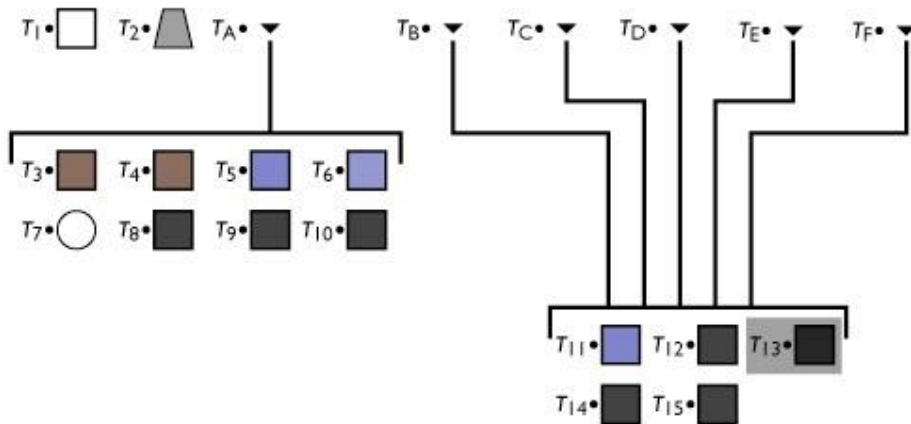 T1• T2• TA• TB• TC• TD• TE• TF•
T3• T4• T5• T6•
T7• T8• T9• T10•
T11• T12• T13•
T14• T15•